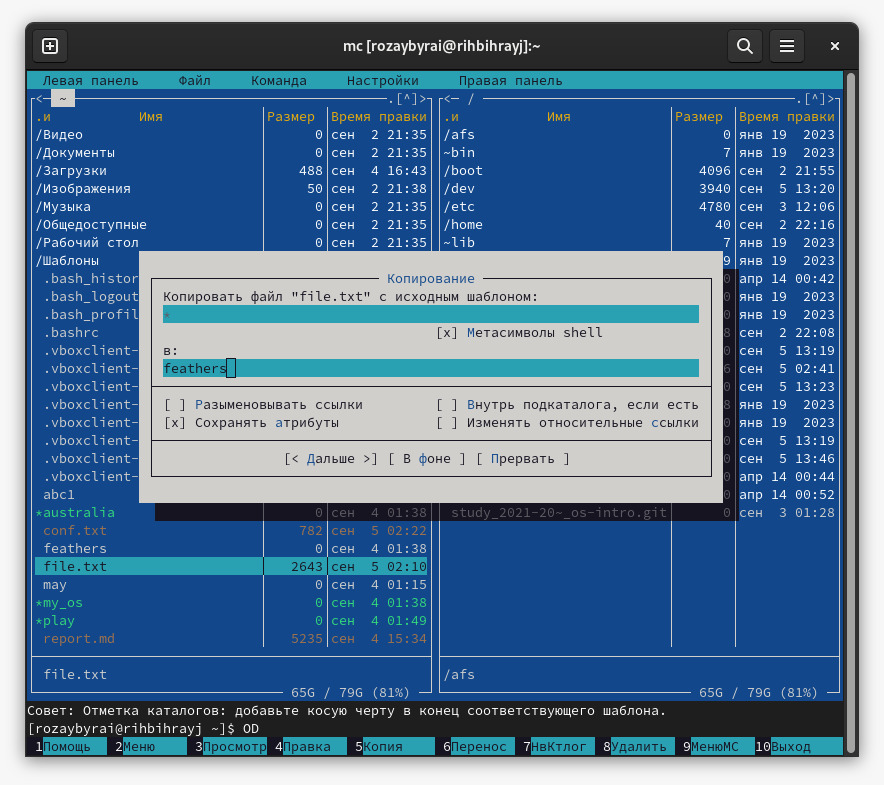 mc [rozaybyrai@rihbihrayj]:~
Левая панель Файл Команда Настройки Правая панель
<─ ~ .[^]> <─ / .[^]>
.и Имя Размер Время правки .и Имя Размер Время правки
/Видео 0 сен 2 21:35 /afs 0 янв 19 2023
/Документы 0 сен 2 21:35 ~bin 7 янв 19 2023
/Загрузки 488 сен 4 16:43 /boot 4096 сен 2 21:55
/Изображения 50 сен 2 21:38 /dev 3940 сен 5 13:20
/Музыка 0 сен 2 21:35 /etc 4780 сен 3 12:06
/Общедоступные 0 сен 2 21:35 /home 40 сен 2 22:16
/Рабочий стол 0 сен 2 21:35 ~lib 7 янв 19 2023
/Шаблоны 9 янв 19 2023
.bash_histor Копирование 0 апр 14 00:42
.bash_logout Копировать файл "file.txt" с исходным шаблоном: 0 янв 19 2023
.bash_profil * 0 янв 19 2023
.bashrc [x] Метасимволы shell 8 сен 2 22:08
.vboxclient- в: 0 сен 5 13:19
.vboxclient- feathers 6 сен 5 02:41
.vboxclient- 0 сен 5 13:23
.vboxclient- [ ] Разыменовывать ссылки [ ] Внутрь подкаталога, если есть 8 янв 19 2023
.vboxclient- [x] Сохранять атрибуты [ ] Изменять относительные ссылки 0 янв 19 2023
.vboxclient- 0 сен 5 13:19
.vboxclient- [< Дальше >] [ В фоне ] [ Прервать ] 0 сен 5 13:46
.vboxclient- 0 апр 14 00:44
abc1 0 апр 14 00:52
*australia 0 сен 4 01:38 study_2021-20~_os-intro.git 0 сен 3 01:28
conf.txt 782 сен 5 02:22
feathers 0 сен 4 01:38
file.txt 2643 сен 5 02:10
may 0 сен 4 01:15
*my_os 0 сен 4 01:38
*play 0 сен 4 01:49
report.md 5235 сен 4 15:34
file.txt /afs
65G / 79G (81%) 65G / 79G (81%)
Совет: Отметка каталогов: добавьте косую черту в конец соответствующего шаблона.
[rozaybyrai@rihbihrayj ~]$ OD
1Помощь 2Меню 3Просмотр 4Правка 5Копия 6Перенос 7НвКтлог 8Удалить 9МенюMC 10Выход